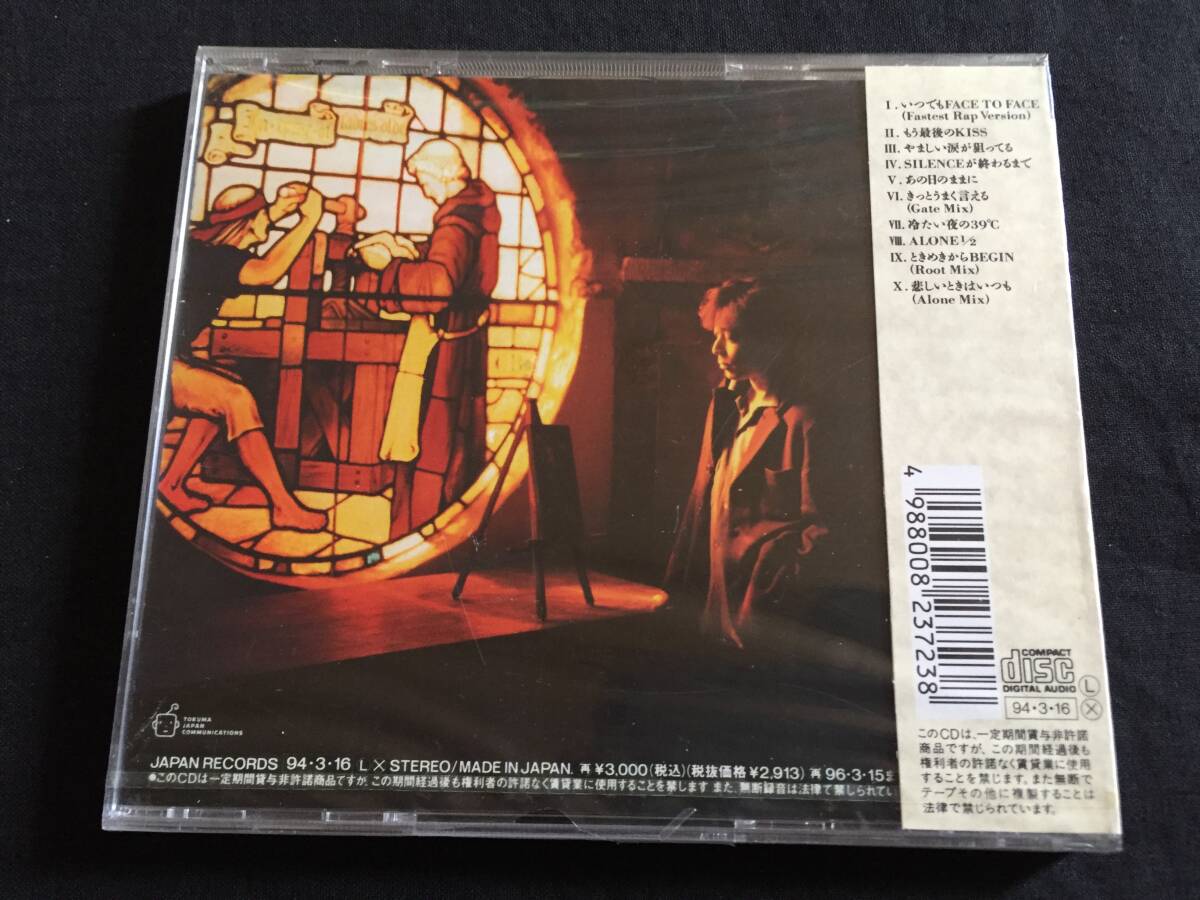 I. いつでもFACE TO FACE
(Fastest Rap Version)
II. もう最後のKISS
III. やましい涙が狙ってる
IV. SILENCEが終わるまで
V. あの日のままに
VI. きっとうまく言える
(Gate Mix)
VII. 冷たい夜の39℃
VIII. ALONE1/2
IX. ときめきからBEGIN
(Root Mix)
X. 悲しいときはいつも
(Alone Mix)
4 988008 237238
COMPACT
disc
DIGITAL AUDIO
L
94・3・16
X
このCDは、一定期間貸与非許諾
商品ですが、この期間経過後も
権利者の許諾なく賃貸業に使用
することを禁じます。また無断で
テープその他に複製することは
法律で禁じられています。
TOKUMA
JAPAN
COMMUNICATIONS
JAPAN RECORDS 94・3・16 L X STEREO/MADE IN JAPAN. 再 ¥3,000(税込)(税抜価格 ¥2,913) 再 96・3・15ま
●このCDは一定期間貸与非許諾商品ですが、この期間経過後も権利者の許諾なく賃貸業に使用することを禁します また、無断録音は法律で禁しられてい